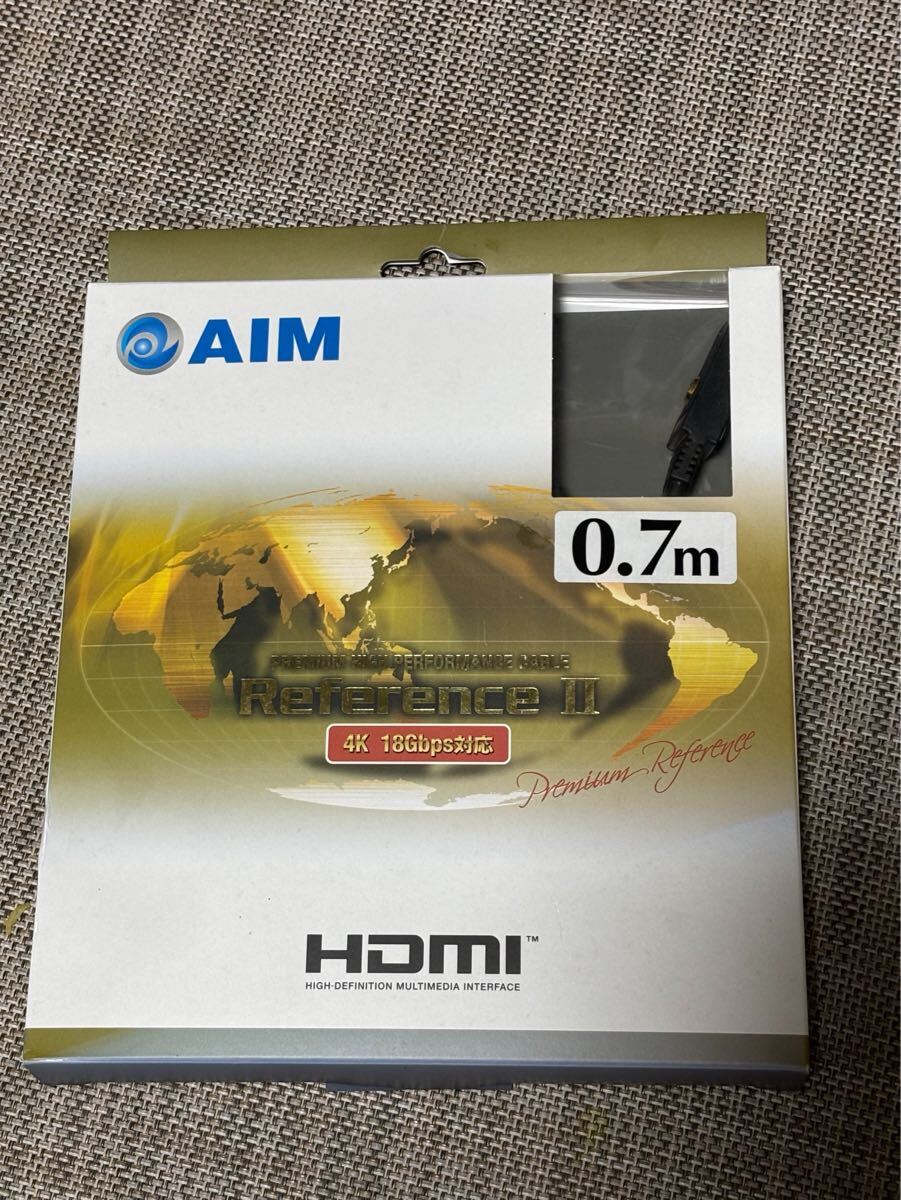 AIM
0.7m
PREMIUM HIGH PERFORMANCE CABLE
Reference II
4K 18Gbps対応
Premium Reference
HDMI™
HIGH-DEFINITION MULTIMEDIA INTERFACE